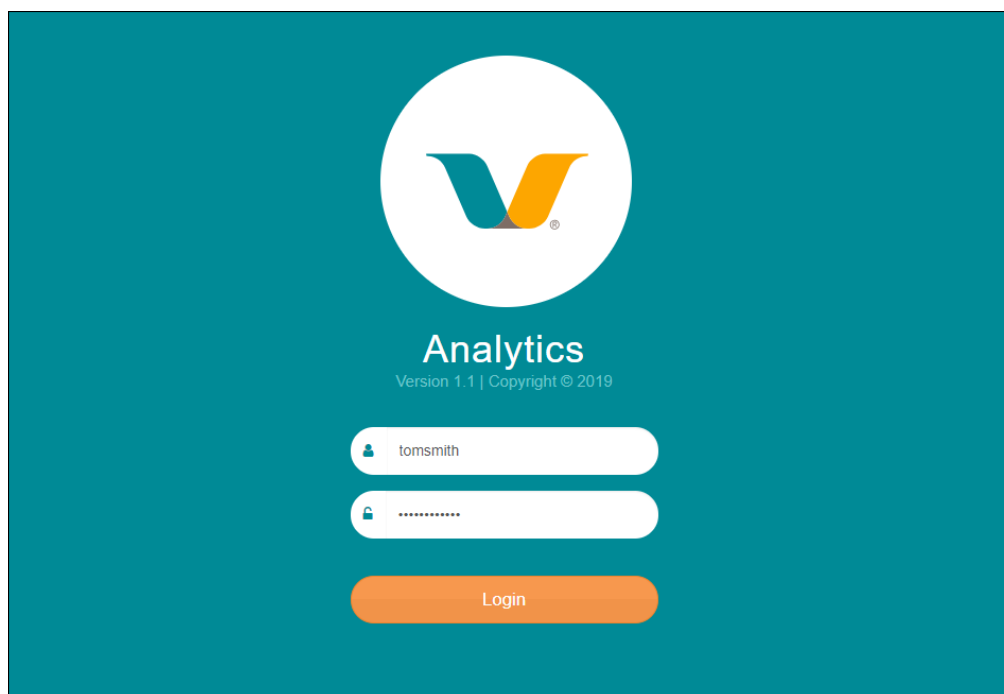 ®
Analytics
Version 1.1 | Copyright © 2019
tomsmith
••••••••••••
Login